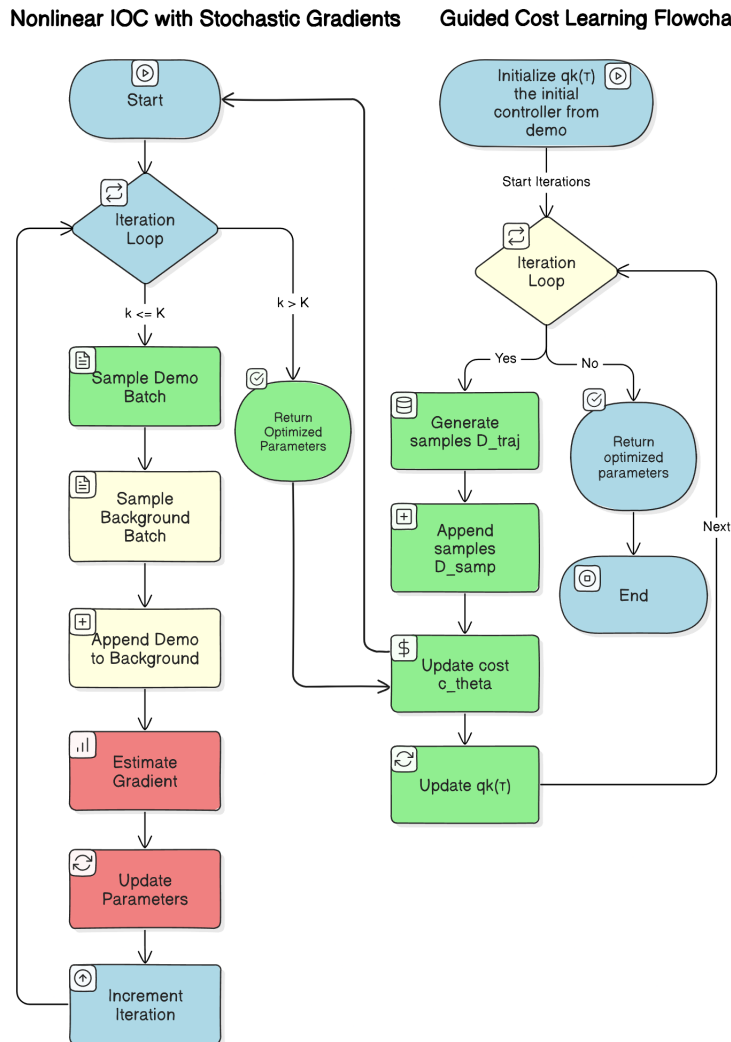 Nonlinear IOC with Stochastic Gradients
Start
Iteration
Loop
k <= K
k > K
Sample Demo
Batch
Return
Optimized
Parameters
Sample
Background
Batch
Append Demo
to Background
Estimate
Gradient
Update
Parameters
Increment
Iteration
Guided Cost Learning Flowcha
Initialize qk(τ)
the initial
controller from
demo
Start Iterations
Iteration
Loop
Yes
No
Generate
samples D_traj
Return
optimized
parameters
Append
samples
D_samp
Next
End
$
Update cost
c_theta
Update qk(τ)